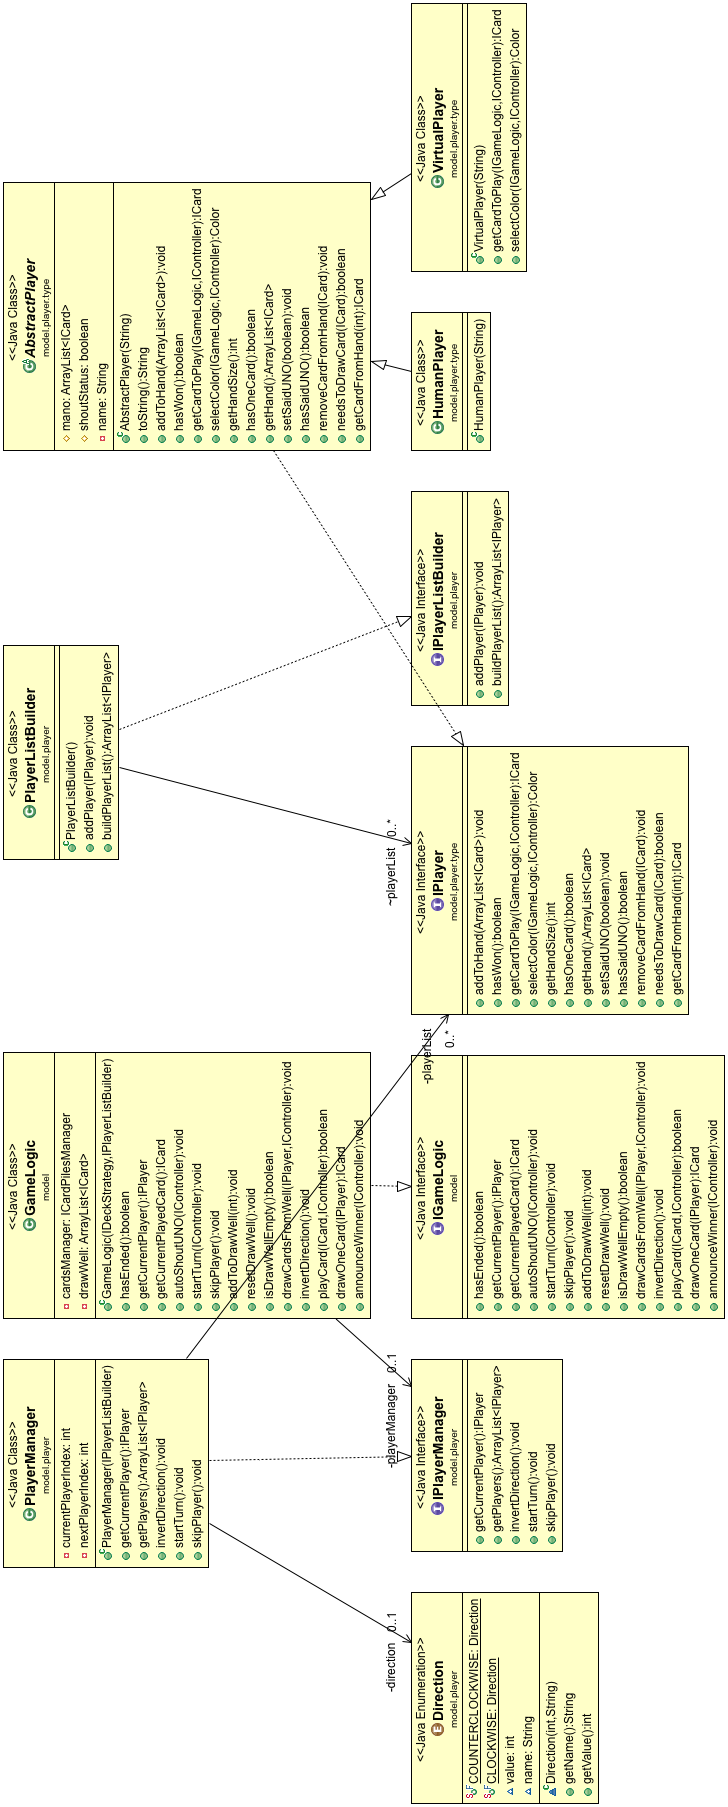 <<Java Class>>
PlayerManager
model.player
currentPlayerIndex: int
nextPlayerIndex: int
PlayerManager(IPlayerListBuilder)
getCurrentPlayer():IPlayer
getPlayers():ArrayList<IPlayer>
invertDirection():void
startTurn():void
skipPlayer():void
<<Java Class>>
GameLogic
model
cardsManager: ICardPilesManager
drawWell: ArrayList<ICard>
GameLogic(IDeckStrategy,IPlayerListBuilder)
hasEnded():boolean
getCurrentPlayer():IPlayer
getCurrentPlayedCard():ICard
autoShoutUNO(IController):void
startTurn(IController):void
skipPlayer():void
addToDrawWell(int):void
resetDrawWell():void
isDrawWellEmpty():boolean
drawCardsFromWell(IPlayer,IController):void
invertDirection():void
playCard(ICard,IController):boolean
drawOneCard(IPlayer):ICard
announceWinner(IController):void
<<Java Class>>
PlayerListBuilder
model.player
PlayerListBuilder()
addPlayer(IPlayer):void
buildPlayerList():ArrayList<IPlayer>
<<Java Class>>
AbstractPlayer
model.player.type
mano: ArrayList<ICard>
shoutStatus: boolean
name: String
AbstractPlayer(String)
toString():String
addToHand(ArrayList<ICard>):void
hasWon():boolean
getCardToPlay(IGameLogic,IController):ICard
selectColor(IGameLogic,IController):Color
getHandSize():int
hasOneCard():boolean
getHand():ArrayList<ICard>
setSaidUNO(boolean):void
hasSaidUNO():boolean
removeCardFromHand(ICard):void
needsToDrawCard(ICard):boolean
getCardFromHand(int):ICard
-direction 0..1
-playerManager 0..1
-playerList
0..*
~playerList 0..*
<<Java Enumeration>>
Direction
model.player
COUNTERCLOCKWISE: Direction
CLOCKWISE: Direction
value: int
name: String
Direction(int,String)
getName():String
getValue():int
<<Java Interface>>
IPlayerManager
model.player
getCurrentPlayer():IPlayer
getPlayers():ArrayList<IPlayer>
invertDirection():void
startTurn():void
skipPlayer():void
<<Java Interface>>
IGameLogic
model
hasEnded():boolean
getCurrentPlayer():IPlayer
getCurrentPlayedCard():ICard
autoShoutUNO(IController):void
startTurn(IController):void
skipPlayer():void
addToDrawWell(int):void
resetDrawWell():void
isDrawWellEmpty():boolean
drawCardsFromWell(IPlayer,IController):void
invertDirection():void
playCard(ICard,IController):boolean
drawOneCard(IPlayer):ICard
announceWinner(IController):void
<<Java Interface>>
IPlayer
model.player.type
addToHand(ArrayList<ICard>):void
hasWon():boolean
getCardToPlay(IGameLogic,IController):ICard
selectColor(IGameLogic,IController):Color
getHandSize():int
hasOneCard():boolean
getHand():ArrayList<ICard>
setSaidUNO(boolean):void
hasSaidUNO():boolean
removeCardFromHand(ICard):void
needsToDrawCard(ICard):boolean
getCardFromHand(int):ICard
<<Java Interface>>
IPlayerListBuilder
model.player
addPlayer(IPlayer):void
buildPlayerList():ArrayList<IPlayer>
<<Java Class>>
HumanPlayer
model.player.type
HumanPlayer(String)
<<Java Class>>
VirtualPlayer
model.player.type
VirtualPlayer(String)
getCardToPlay(IGameLogic,IController):ICard
selectColor(IGameLogic,IController):Color